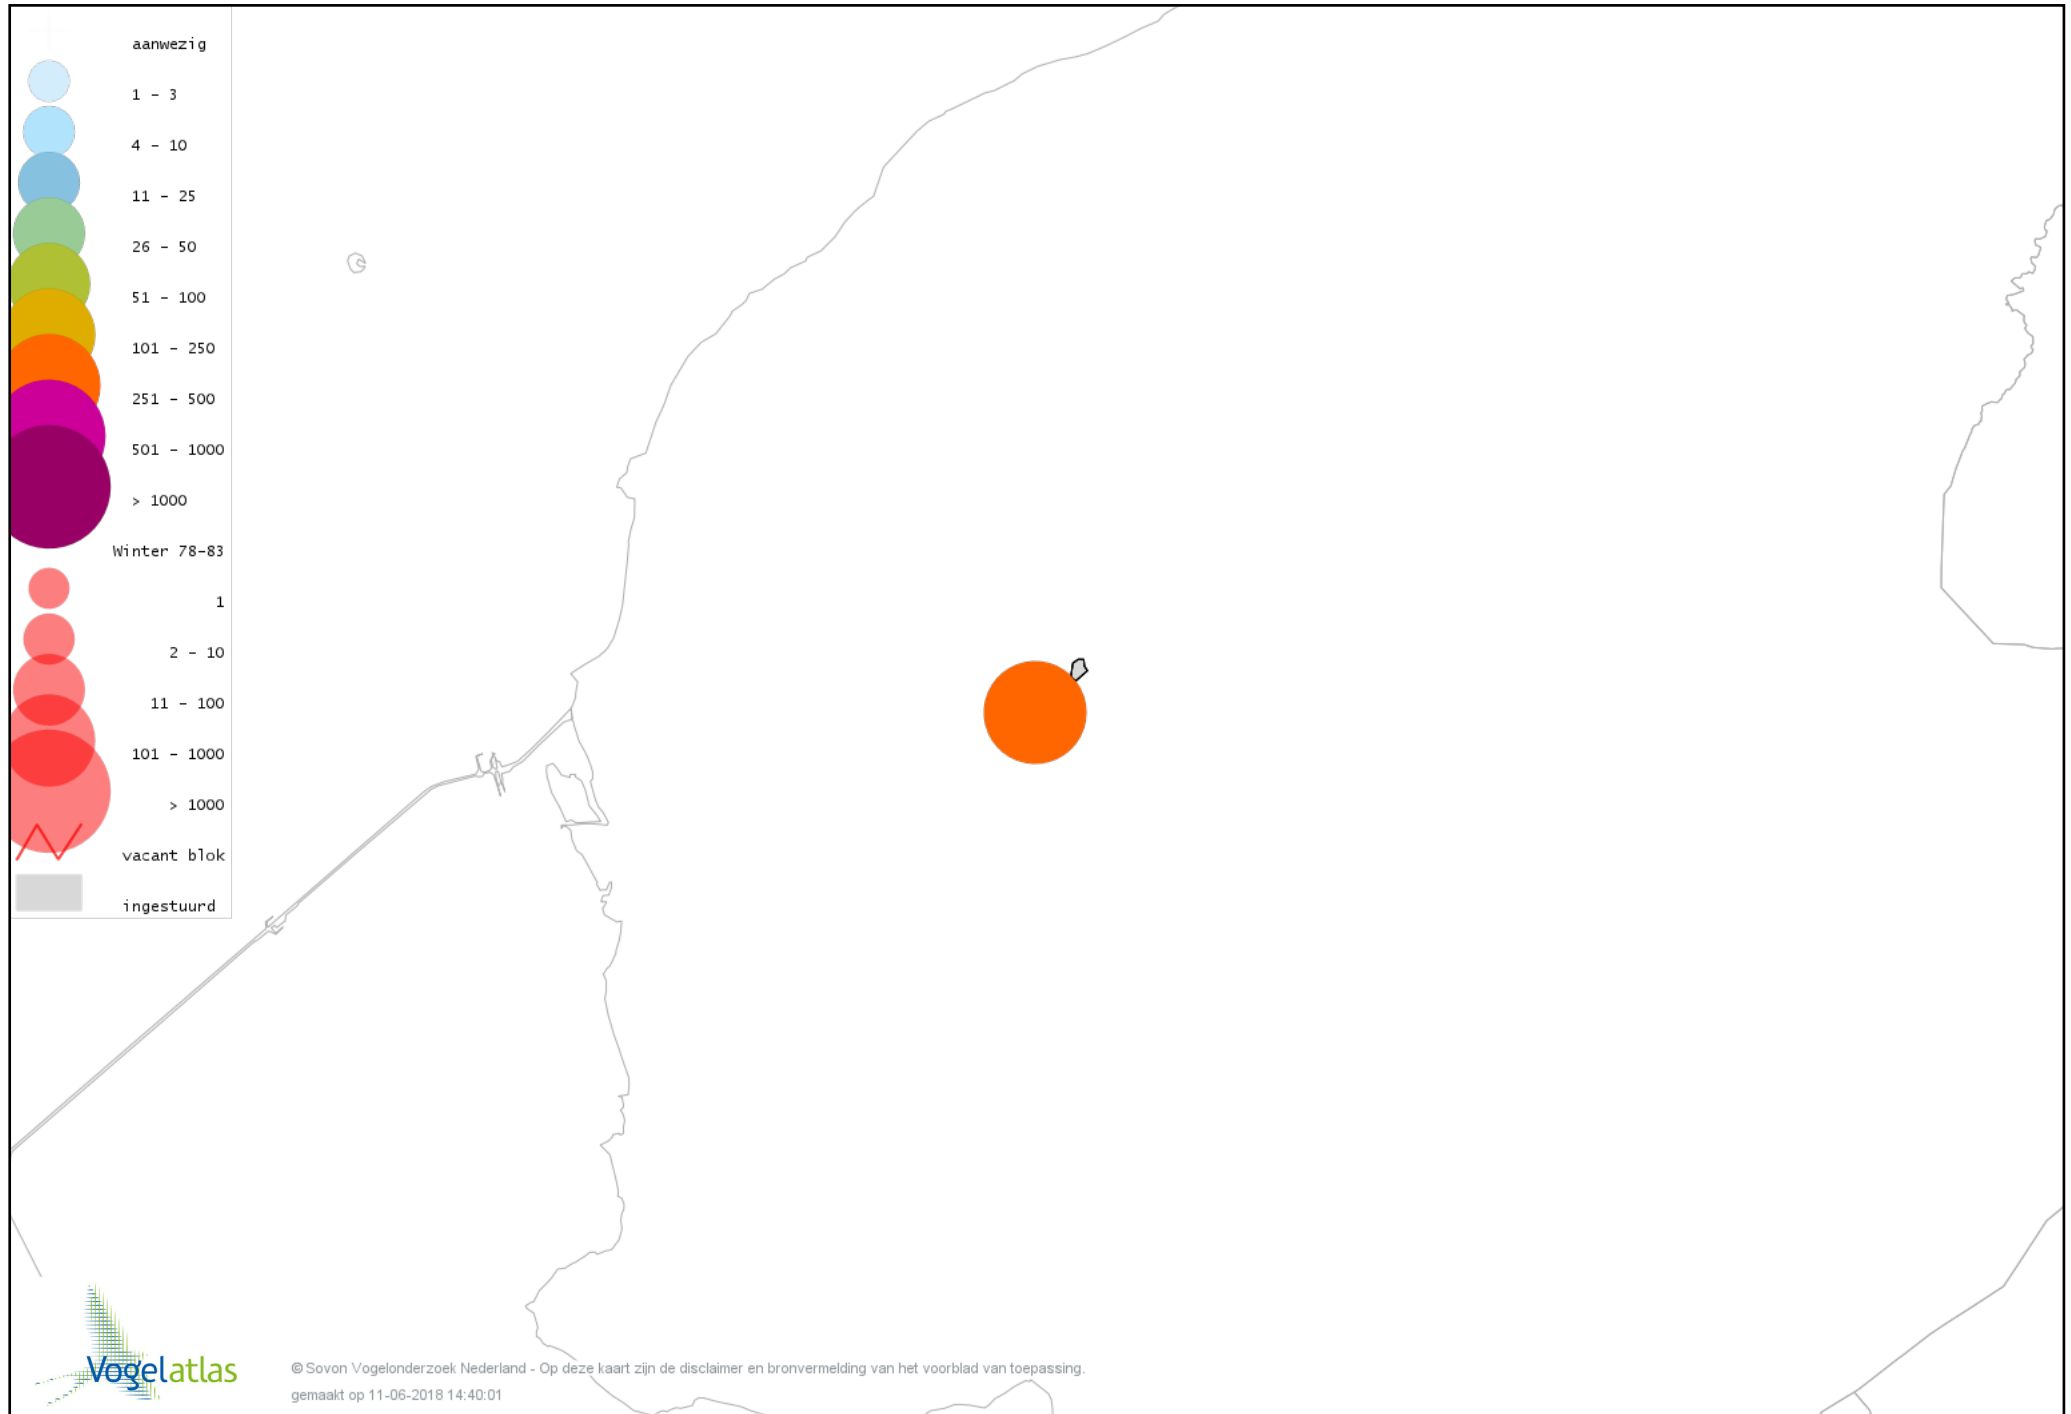 aanwezig
1 - 3
4 - 10
11 - 25
26 - 50
51 - 100
101 - 250
251 - 500
501 - 1000
> 1000
Winter 78-83
1
2 - 10
11 - 100
101 - 1000
> 1000
vacant blok
ingestuurd
Vogelatlas
© Sovon Vogelonderzoek Nederland - Op deze kaart zijn de disclaimer en bronvermelding van het voorblad van toepassing.
gemaakt op 11-06-2018 14:40:01